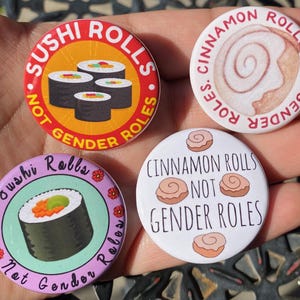 SUSHI ROLLS
NOT GENDER ROLES
CINNAMON ROLLS
GENDER ROLES
Sushi Rolls
Not Gender Roles
CINNAMON ROLLS
NOT
GENDER ROLES